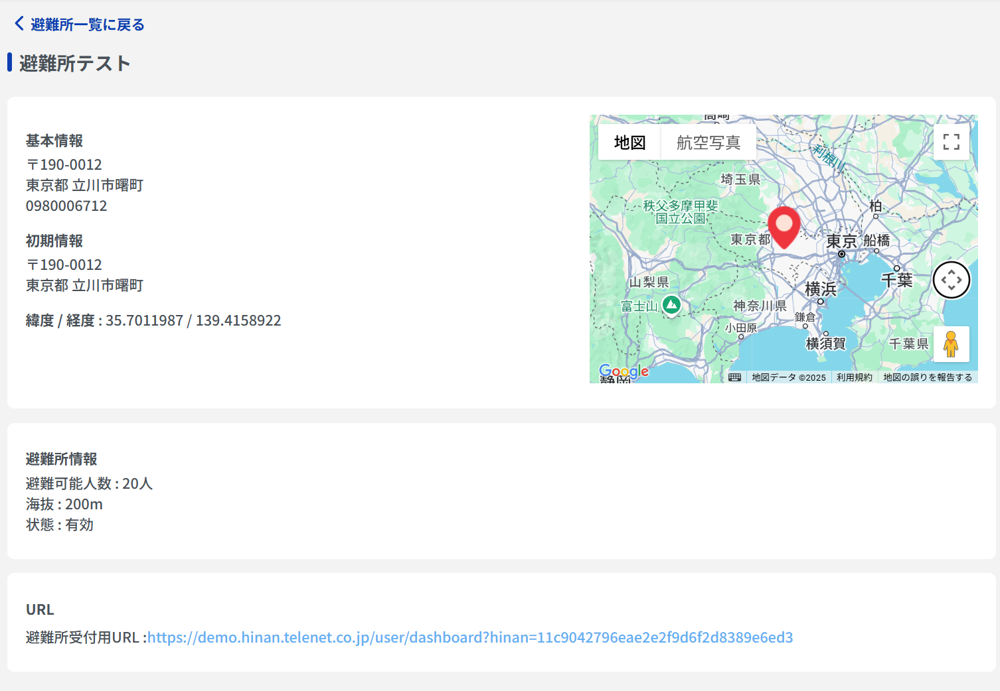 避難所一覧に戻る
避難所テスト
基本情報
〒190-0012
東京都 立川市曙町
0980006712
初期情報
〒190-0012
東京都 立川市曙町
緯度 / 経度 : 35.7011987 / 139.4158922
高崎
地図
航空写真
利根川
埼玉県
秩父多摩甲斐
国立公園
柏
東京都
東京
船橋
山梨県
横浜
千葉
富士山
神奈川県
鎌倉
小田原
横須賀
千葉県
Google
静岡
地図データ ©2025
利用規約
地図の誤りを報告する
避難所情報
避難可能人数 : 20人
海抜 : 200m
状態 : 有効
URL
避難所受付用URL :https://demo.hinan.telenet.co.jp/user/dashboard?hinan=11c9042796eae2e2f9d6f2d8389e6ed3